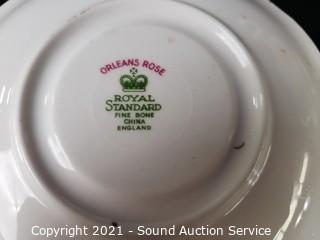 ORLEANS ROSE
ROYAL
STANDARD
FINE BONE
CHINA
ENGLAND
Copyright 2021 - Sound Auction Service